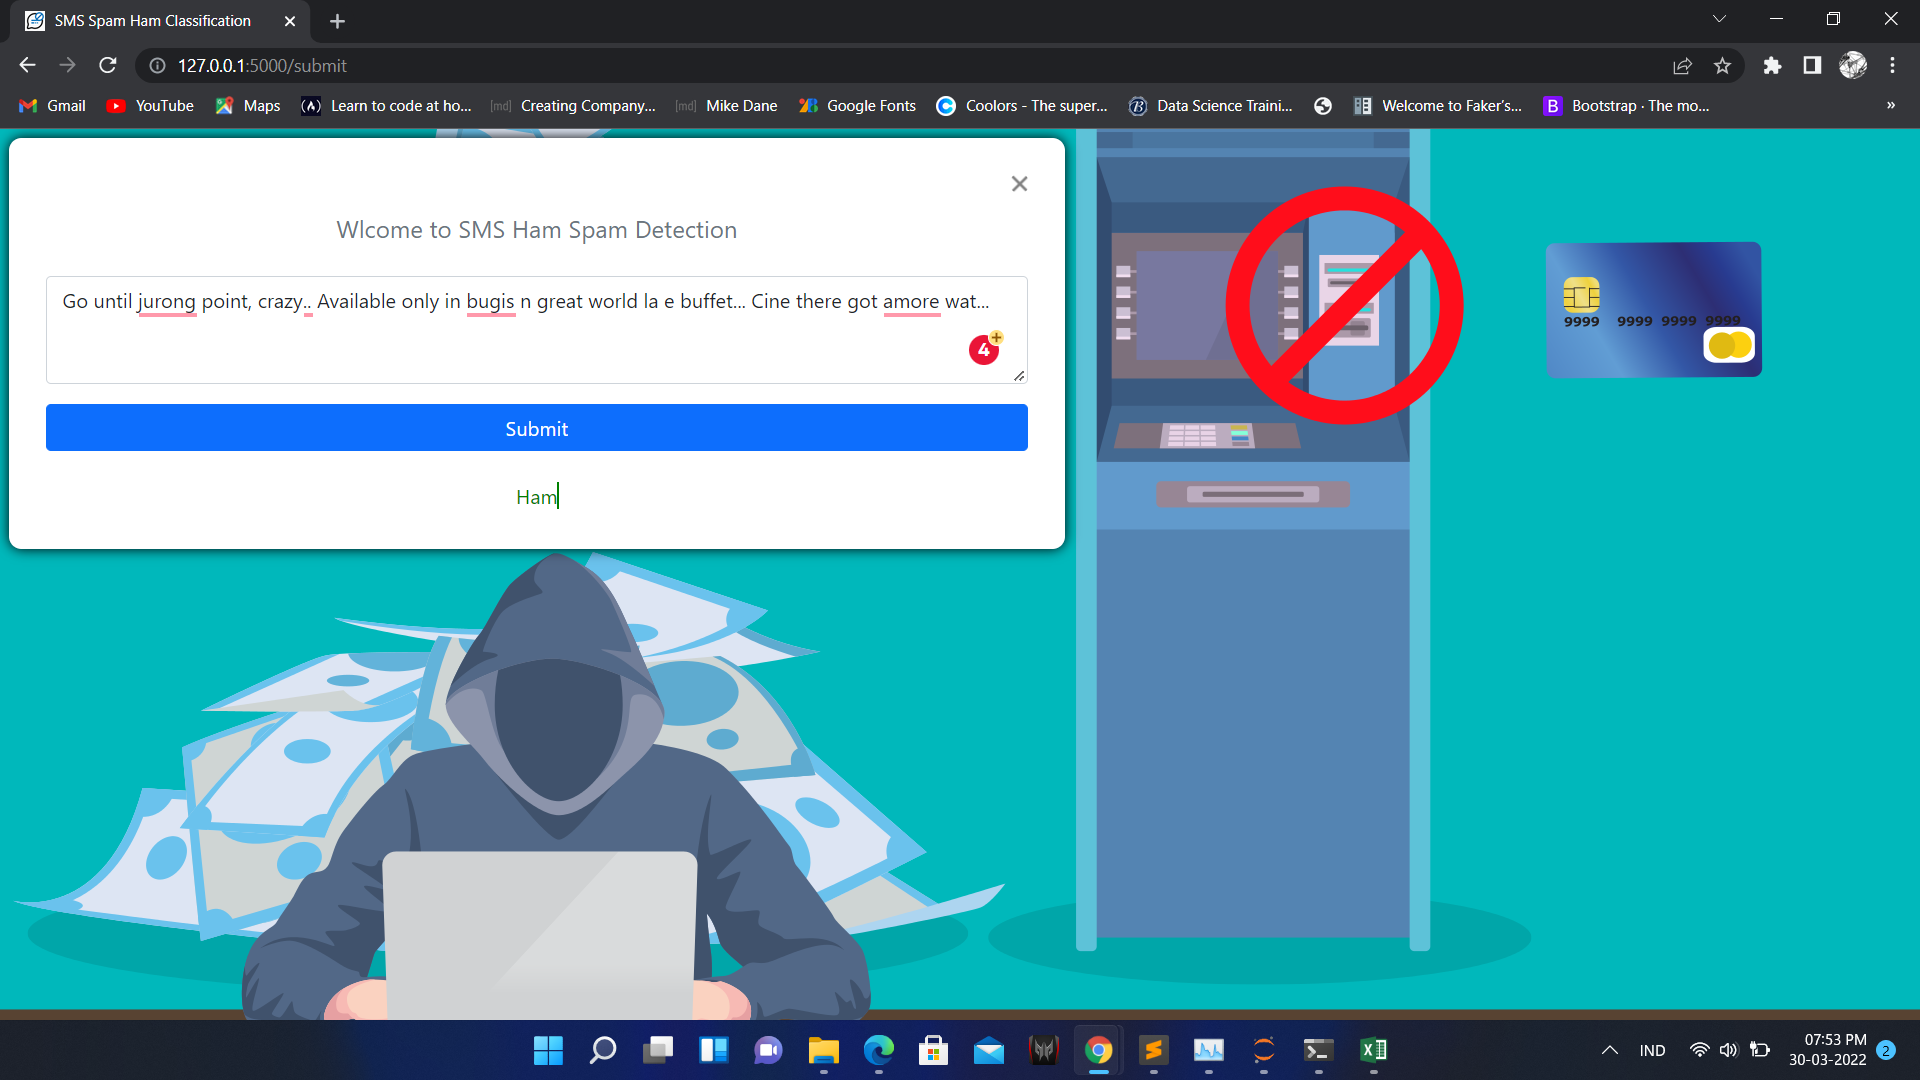 SMS Spam Ham Classification
127.0.0.1:5000/submit
Gmail YouTube Maps Learn to code at ho... [md] Creating Company... [md] Mike Dane Google Fonts Coolors - The super... Data Science Traini... Welcome to Faker's... B Bootstrap · The mo... »
Wlcome to SMS Ham Spam Detection
Go until jurong point, crazy.. Available only in bugis n great world la e buffet... Cine there got amore wat...
4
Submit
Ham
9999 9999 9999 9999
IND
07:53 PM
30-03-2022
2